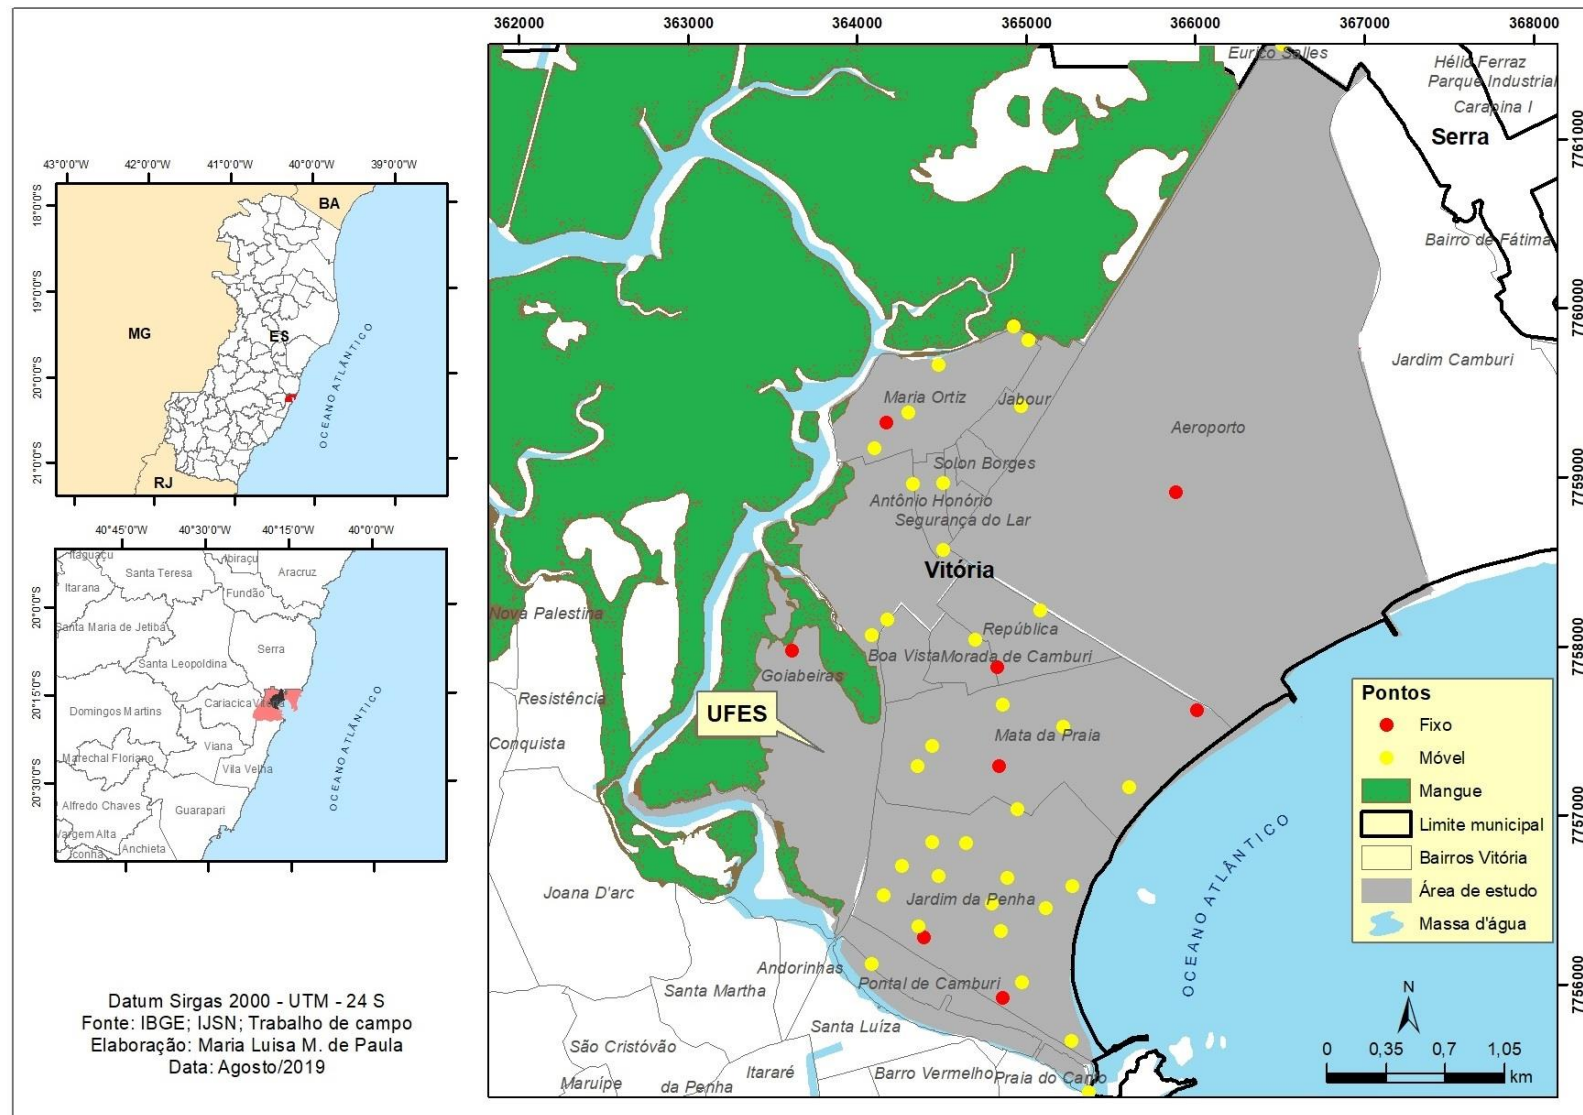 362000 363000 364000 365000 366000 367000 368000
7761000
7760000
7759000
7758000
7757000
7756000
43°0'0"W 42°0'0"W 41°0'0"W 40°0'0"W 39°0'0"W
18°0'0"S
19°0'0"S
20°0'0"S
21°0'0"S
BA
MG
ES
RJ
OCEANO ATLÂNTICO
40°45'0"W 40°30'0"W 40°15'0"W 40°0'0"W
20°0'0"S
20°15'0"S
20°30'0"S
Itaguaçu
Ibiraçu
Santa Teresa
Aracruz
Itarana
Fundão
Santa Maria de Jetibá
Serra
Santa Leopoldina
Cariacica
Domingos Martins
Viana
Marechal Floriano
Vila Velha
Alfredo Chaves
Guarapari
Vargem Alta
Anchieta
Iconha
OCEANO ATLÂNTICO
Eurico Salles
Hélio Ferraz
Parque Industrial
Carapina I
Serra
Bairro de Fátima
Jardim Camburi
Maria Ortiz
Jabour
Aeroporto
Solon Borges
Antônio Honório
Segurança do Lar
Vitória
Nova Palestina
República
Boa Vista
Morada de Camburi
Goiabeiras
Resistência
UFES
Conquista
Mata da Praia
Joana D'arc
Jardim da Penha
Andorinhas
Santa Martha
Pontal de Camburi
Santa Luíza
São Cristóvão
Itararé
Barro Vermelho
Praia do Canto
Maruípe
da Penha
OCEANO ATLÂNTICO
Pontos
Fixo
Móvel
Mangue
Limite municipal
Bairros Vitória
Área de estudo
Massa d'água
N
0 0,35 0,7 1,05
km
Datum Sirgas 2000 - UTM - 24 S
Fonte: IBGE; IJSN; Trabalho de campo
Elaboração: Maria Luisa M. de Paula
Data: Agosto/2019